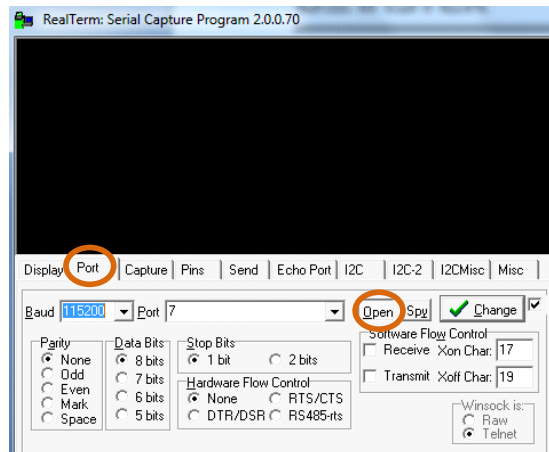 RealTerm: Serial Capture Program 2.0.0.70
Display Port Capture Pins Send Echo Port I2C I2C-2 I2CMisc Misc
Baud 115200 Port 7 Open Spy Change
Parity
None
Odd
Even
Mark
Space
Data Bits
8 bits
7 bits
6 bits
5 bits
Stop Bits
1 bit 2 bits
Hardware Flow Control
None RTS/CTS
DTR/DSR RS485-rts
Software Flow Control
Receive Xon Char: 17
Transmit Xoff Char: 19
Winsock is:
Raw
Telnet